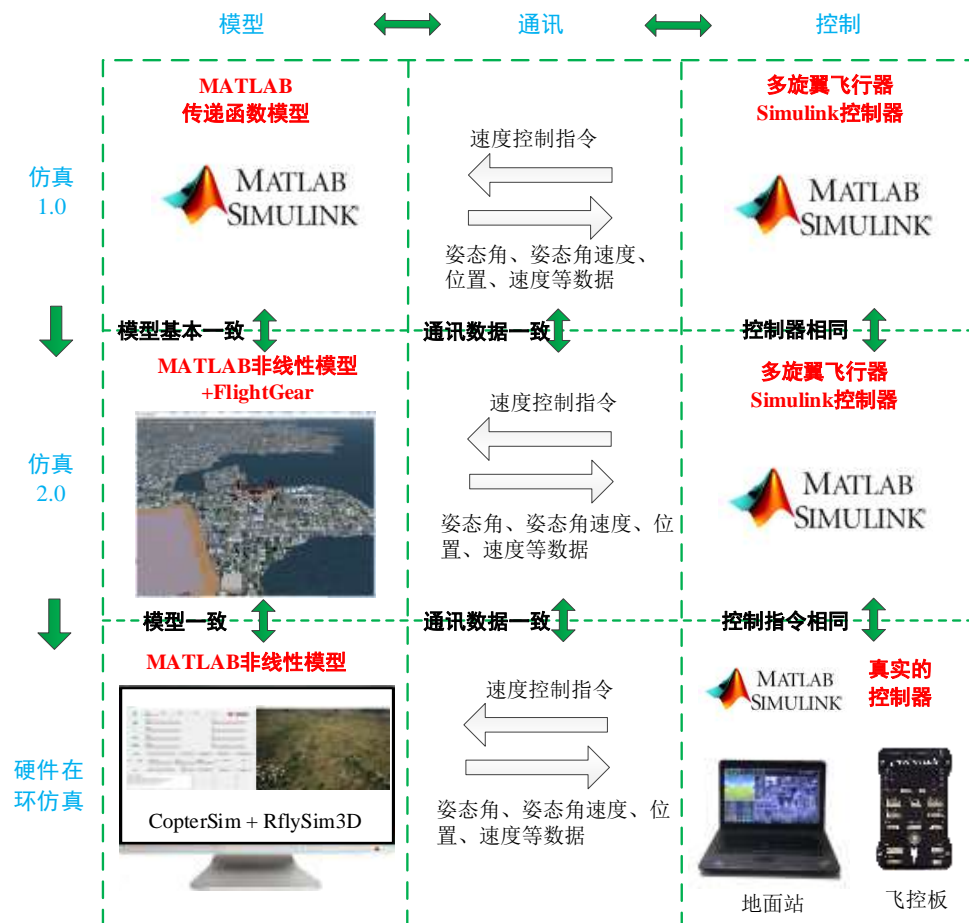 模型
通讯
控制
仿真
1.0
MATLAB
传递函数模型
MATLAB
SIMULINK®
速度控制指令
姿态角、姿态角速度、
位置、速度等数据
多旋翼飞行器
Simulink控制器
MATLAB
SIMULINK®
模型基本一致
通讯数据一致
控制器相同
仿真
2.0
MATLAB非线性模型
+FlightGear
速度控制指令
姿态角、姿态角速度、位
置、速度等数据
多旋翼飞行器
Simulink控制器
MATLAB
SIMULINK®
模型一致
通讯数据一致
控制指令相同
硬件在
环仿真
MATLAB非线性模型
CopterSim + RflySim3D
速度控制指令
姿态角、姿态角速度、位
置、速度等数据
MATLAB
SIMULINK®
真实的
控制器
地面站
飞控板